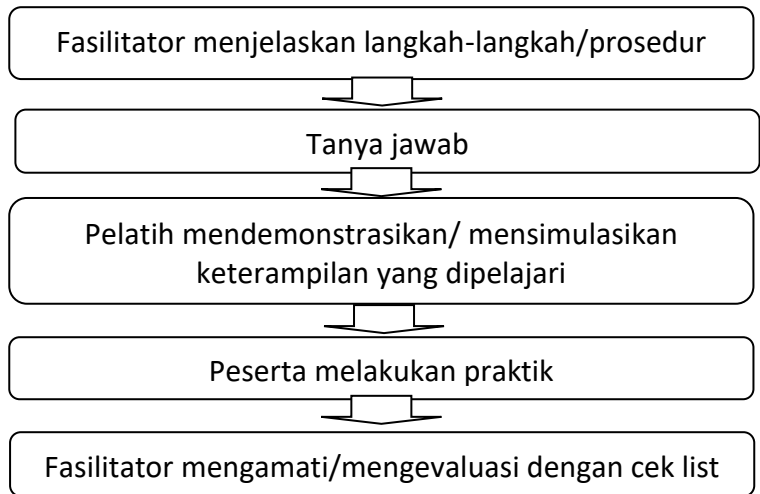 Fasilitator menjelaskan langkah-langkah/prosedur
Tanya jawab
Pelatih mendemonstrasikan/ mensimulasikan
keterampilan yang dipelajari
Peserta melakukan praktik
Fasilitator mengamati/mengevaluasi dengan cek list